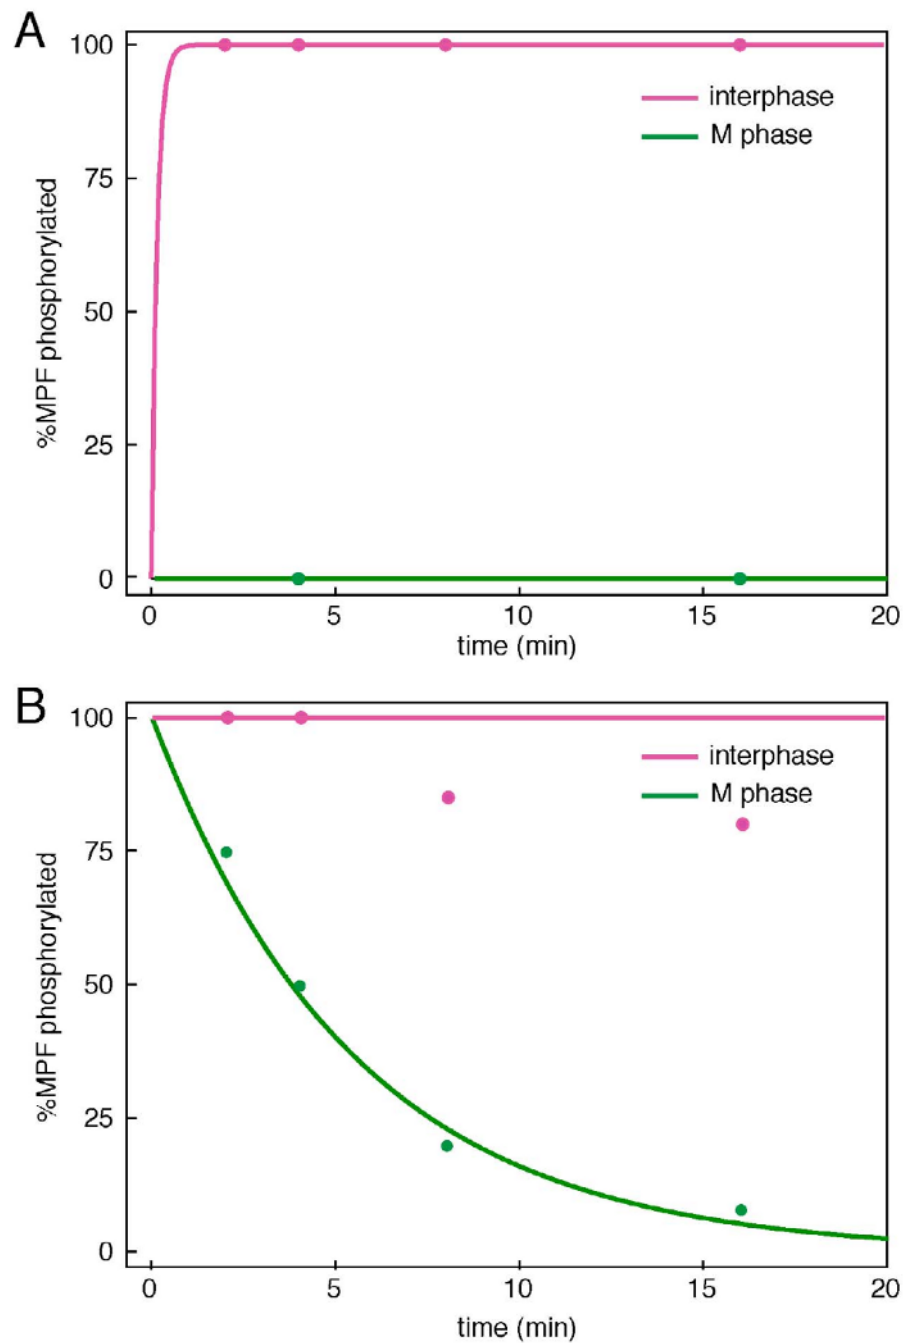 A
100
75
50
25
0
%MPF phosphorylated
interphase
M phase
0 5 10 15 20
time (min)
B
100
75
50
25
0
%MPF phosphorylated
interphase
M phase
0 5 10 15 20
time (min)